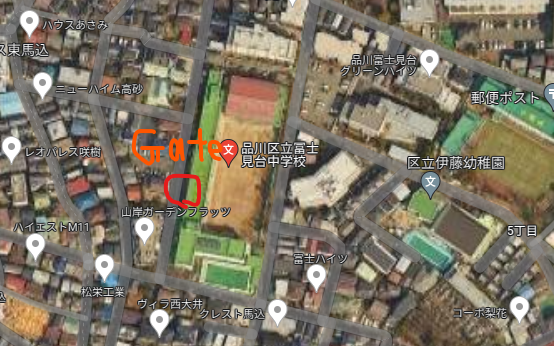 ハウスあさみ
ス東馬込
品川富士見台
グリーンハイツ
ニューハイム高砂
郵便ポスト
Gate
レオパレス咲樹
品川区立富士
見台中学校
文
区立伊藤幼稚園
文
山岸ガーデンフラッツ
ハイエストM11
5丁目
富士ハイツ
松栄工業
込
ヴィラ西大井
クレスト馬込
コーポ梨花